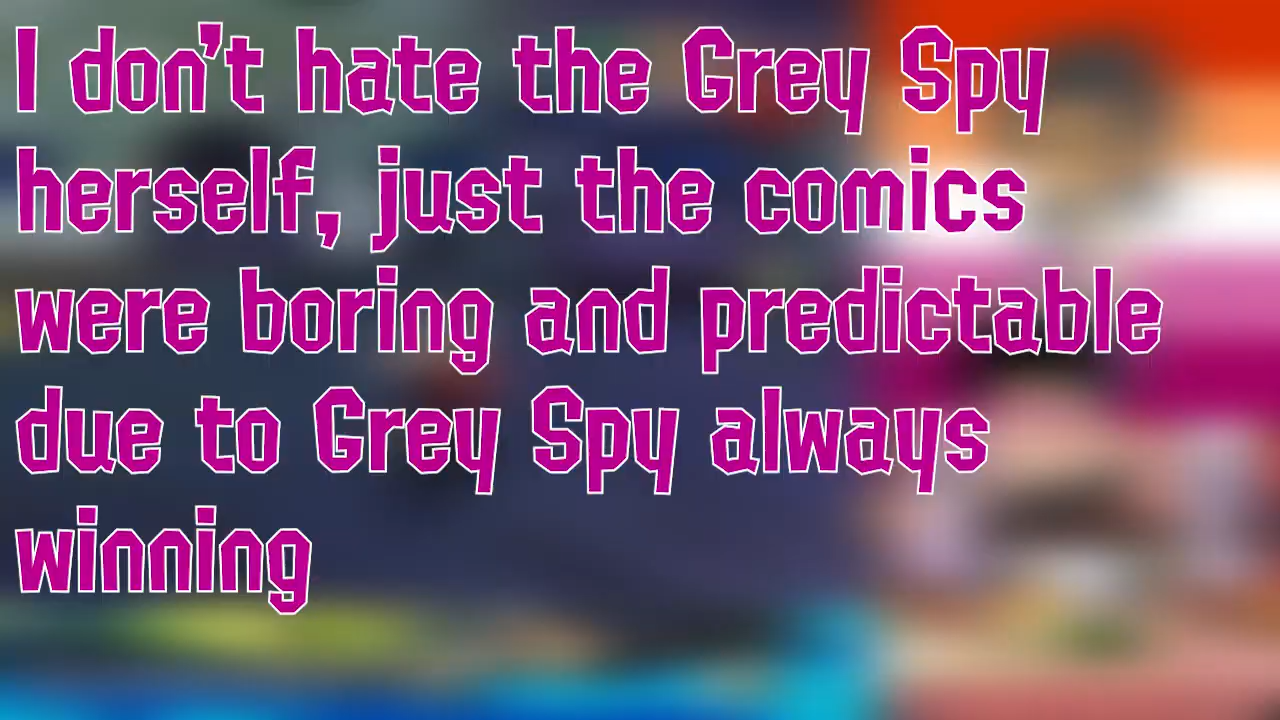 I don't hate the Grey Spy
herself, just the comics
were boring and predictable
due to Grey Spy always
winning